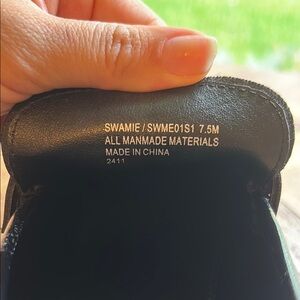 SWAMIE / SWME01S1 7.5M
ALL MANMADE MATERIALS
MADE IN CHINA
2411